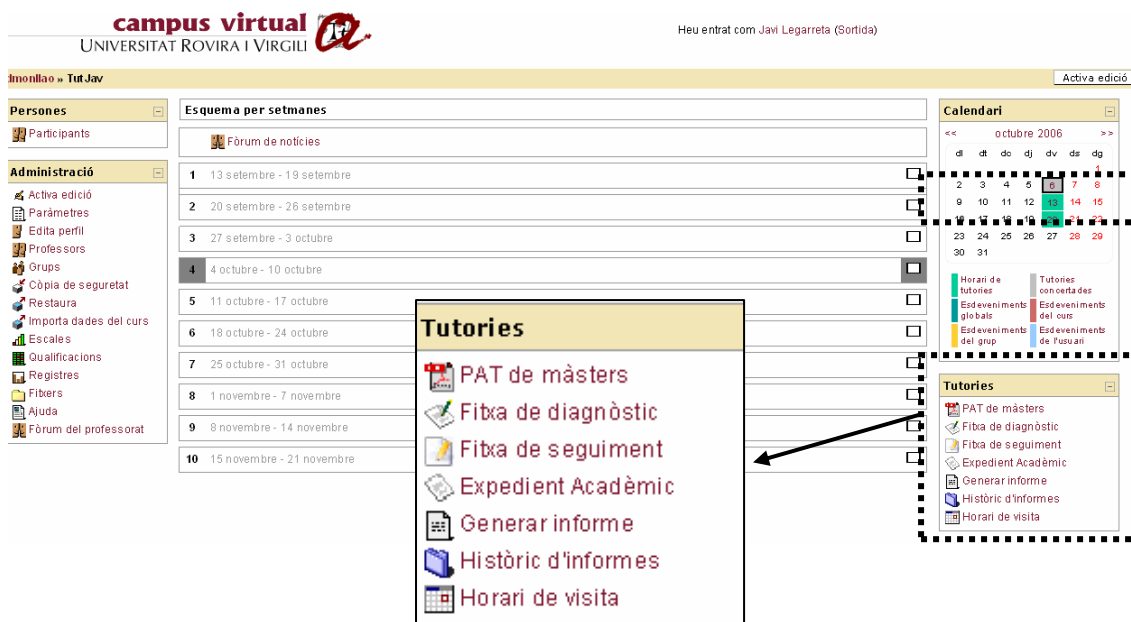 campus virtual
UNIVERSITAT ROVIRA I VIRGILI
Heu entrat com Javi Legarreta (Sortida)
dmonllao » TutJav
Activa edició
Persones
Participants
Administració
Activa edició
Paràmetres
Edita perfil
Professors
Grups
Còpia de seguretat
Restaura
Importa dades del curs
Escales
Qualificacions
Registres
Fitxers
Ajuda
Fòrum del professorat
Esquema per setmanes
Fòrum de notícies
1 13 setembre - 19 setembre
2 20 setembre - 26 setembre
3 27 setembre - 3 octubre
4 4 octubre - 10 octubre
5 11 octubre - 17 octubre
6 18 octubre - 24 octubre
7 25 octubre - 31 octubre
8 1 novembre - 7 novembre
9 8 novembre - 14 novembre
10 15 novembre - 21 novembre
Tutories
PAT de màsters
Fitxa de diagnòstic
Fitxa de seguiment
Expedient Acadèmic
Generar informe
Històric d'informes
Horari de visita
Calendari
<< octubre 2006 >>
dl dt dc dj dv ds dg
1
2 3 4 5 6 7 8
9 10 11 12 13 14 15
16 17 18 19 20 21 22
23 24 25 26 27 28 29
30 31
Horari de
tutories
Tutories
concertades
Esdeveniments
globals
Esdeveniments
del curs
Esdeveniments
del grup
Esdeveniments
de l'usuari
Tutories
PAT de màsters
Fitxa de diagnòstic
Fitxa de seguiment
Expedient Acadèmic
Generar informe
Històric d'informes
Horari de visita